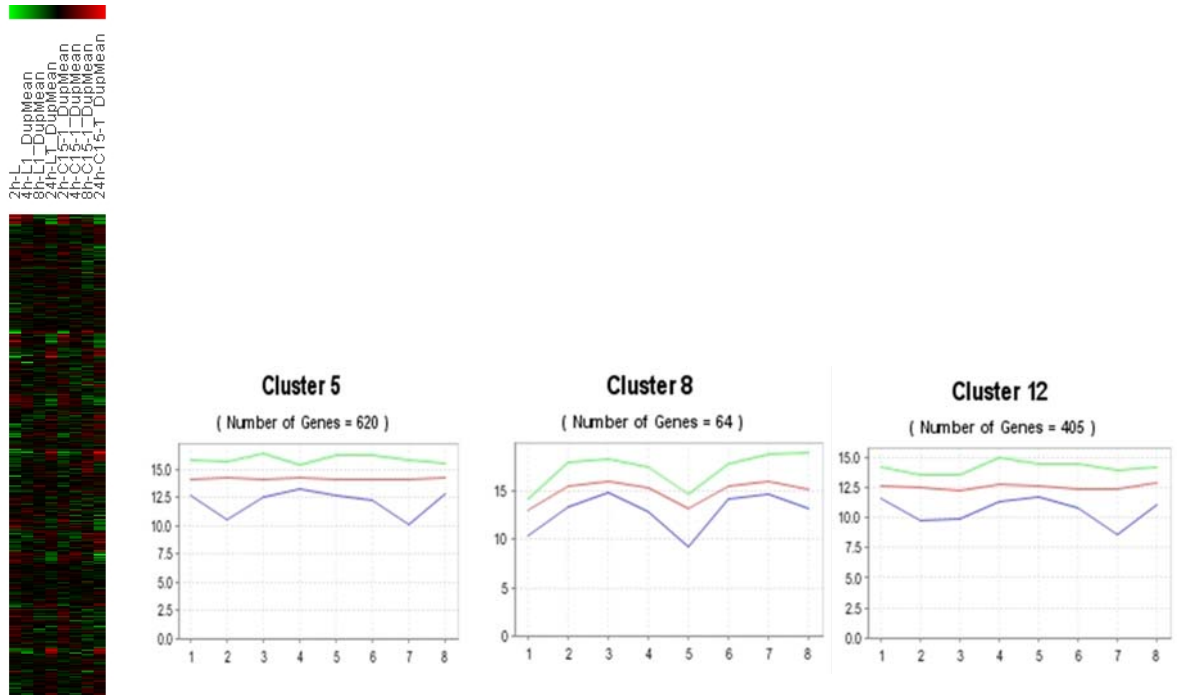 2h-L
4h-L1_DupMean
8h-L1_DupMean
24h-L1_DupMean
2h-C15-1_DupMean
4h-C15-1_DupMean
8h-C15-1_DupMean
24h-C15-1_DupMean
Cluster 5
( Number of Genes = 620 )
15.0
12.5
10.0
7.5
5.0
2.5
0.0
1 2 3 4 5 6 7 8
Cluster 8
( Number of Genes = 64 )
15
10
5
0
1 2 3 4 5 6 7 8
Cluster 12
( Number of Genes = 405 )
15.0
12.5
10.0
7.5
5.0
2.5
0.0
1 2 3 4 5 6 7 8